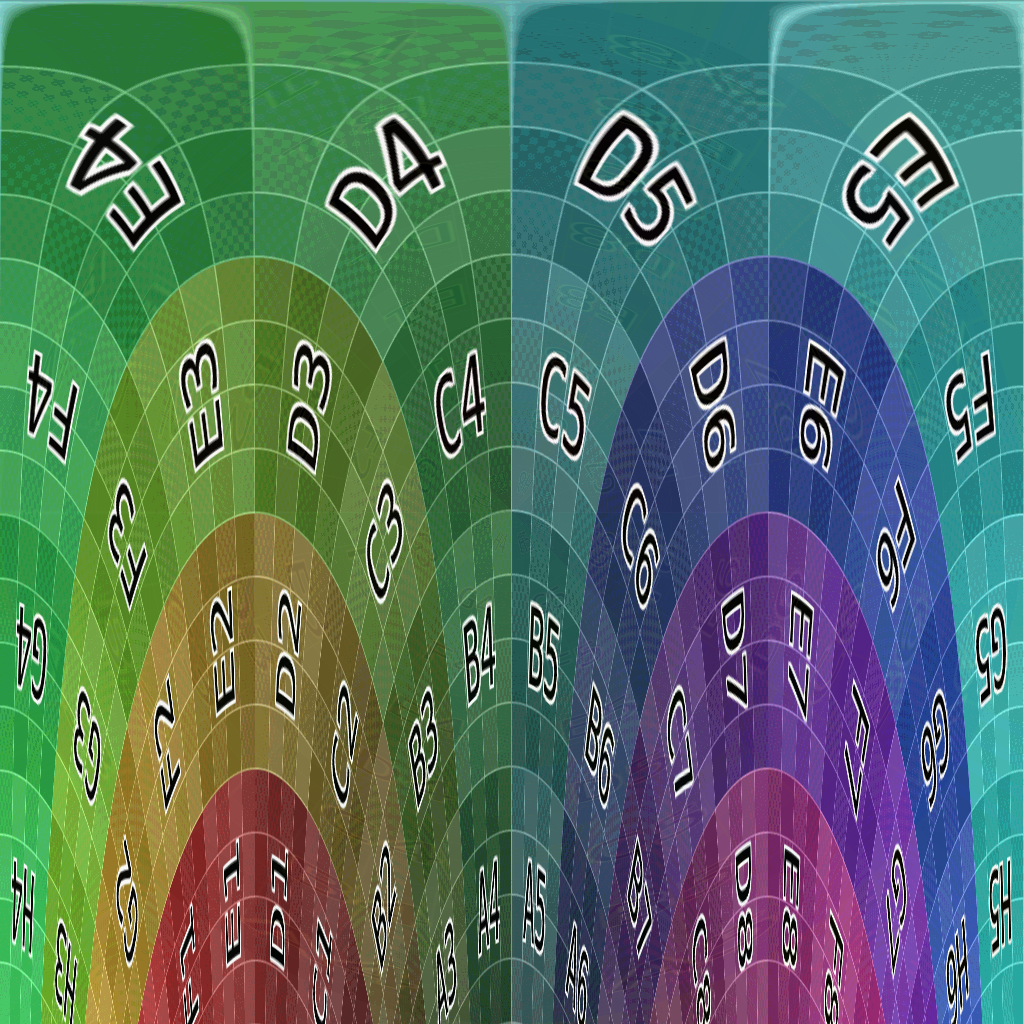 E4 D4 D5 E5
F4 E3 D3 C4 C5 D6 E6 F5
F3 C3 C6 F6
G4 E2 D2 B4 B5 D7 E7 G5
G3 F2 C2 B3 B6 C7 F7 G6
H4 G2 E1 D1 B2 A4 A5 B7 D8 E8 G7 H5
H3 F1 C1 A3 A6 C8 F8 H6